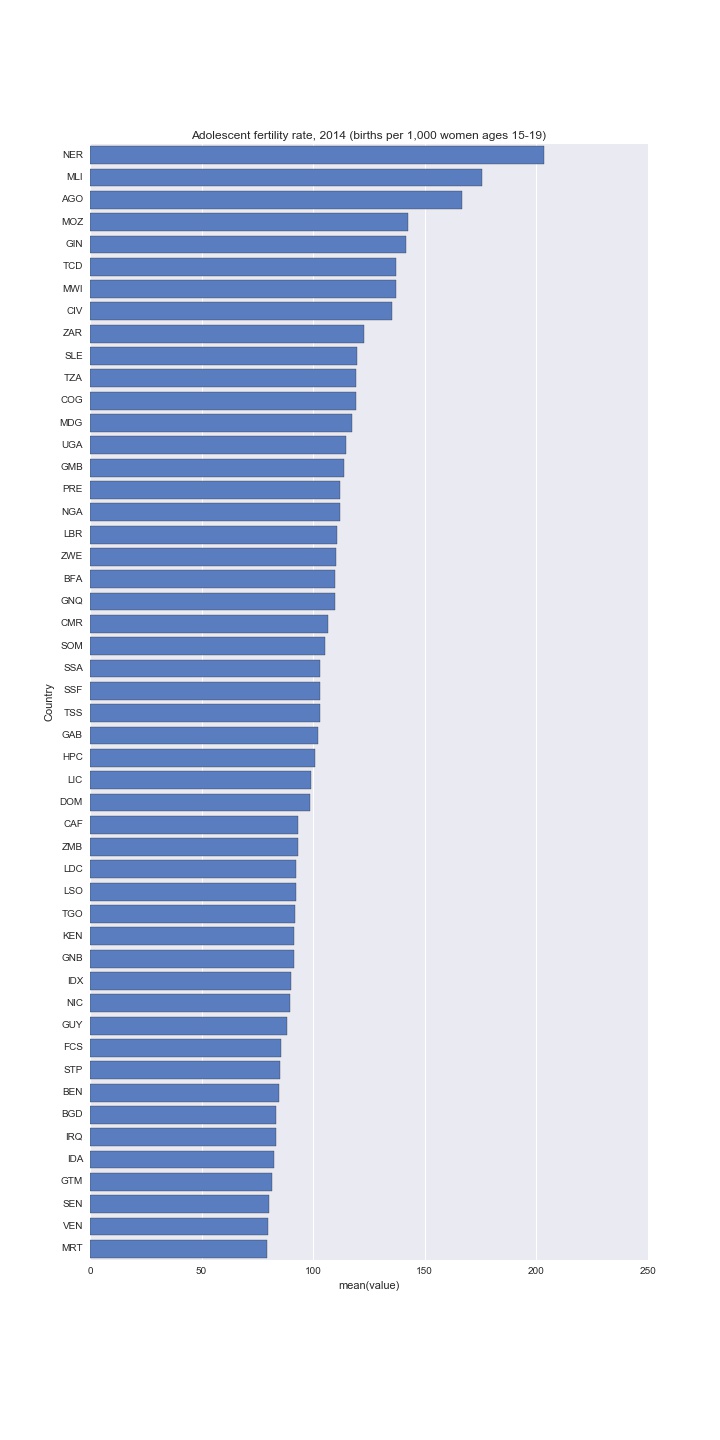 Adolescent fertility rate, 2014 (births per 1,000 women ages 15-19)
NER
MLI
AGO
MOZ
GIN
TCD
MWI
CIV
ZAR
SLE
TZA
COG
MDG
UGA
GMB
PRE
NGA
LBR
ZWE
BFA
GNQ
CMR
SOM
SSA
SSF
TSS
GAB
HPC
LIC
DOM
CAF
ZMB
LDC
LSO
TGO
KEN
GNB
IDX
NIC
GUY
FCS
STP
BEN
BGD
IRQ
IDA
GTM
SEN
VEN
MRT
Country
0 50 100 150 200 250
mean(value)